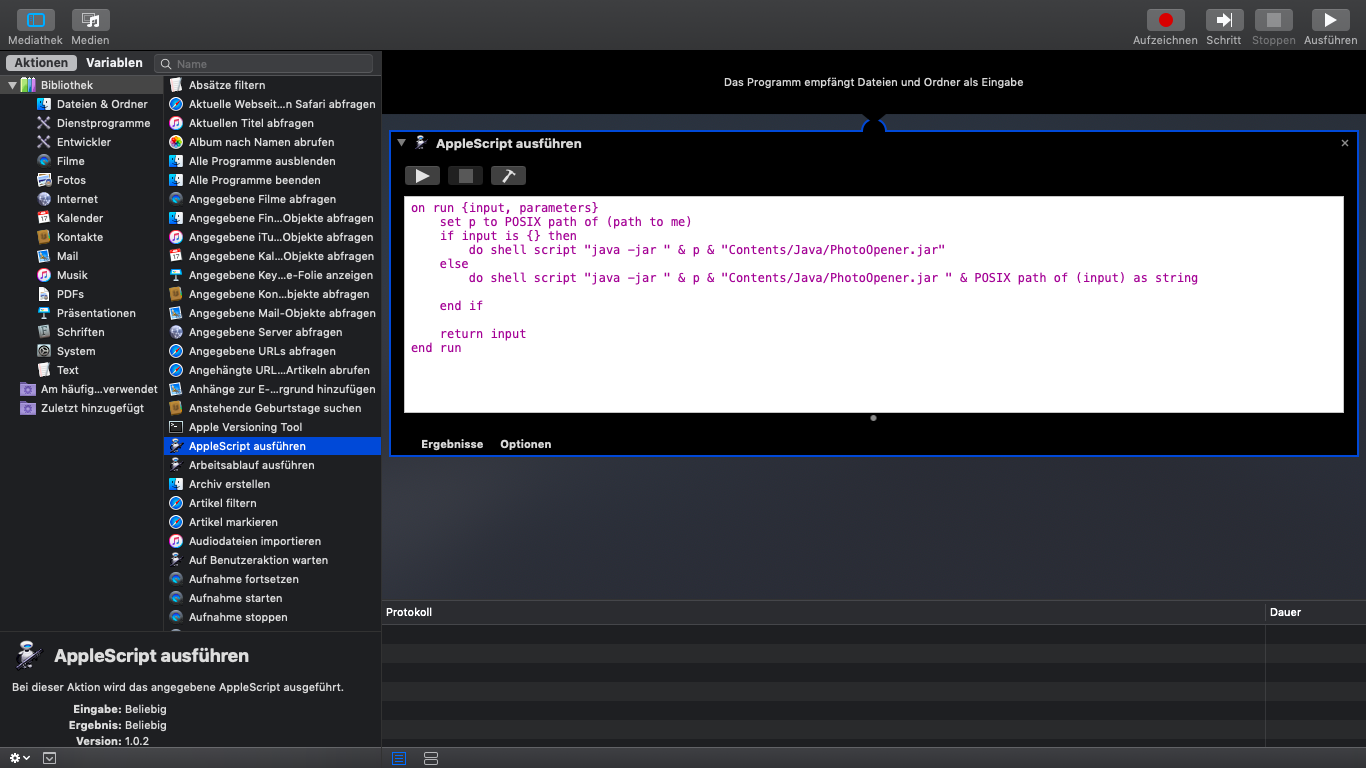 Mediathek
Medien
Aufzeichnen
Schritt
Stoppen
Ausführen
Aktionen
Variablen
Name
Bibliothek
Dateien & Ordner
Dienstprogramme
Entwickler
Filme
Fotos
Internet
Kalender
Kontakte
Mail
Musik
PDFs
Präsentationen
Schriften
System
Text
Am häufig...verwendet
Zuletzt hinzugefügt
Absätze filtern
Aktuelle Webseit...n Safari abfragen
Aktuellen Titel abfragen
Album nach Namen abrufen
Alle Programme ausblenden
Alle Programme beenden
Angegebene Filme abfragen
Angegebene Fin...Objekte abfragen
Angegebene iTu...Objekte abfragen
Angegebene Kal...Objekte abfragen
Angegebene Key...e-Folie anzeigen
Angegebene Kon...bjekte abfragen
Angegebene Mail-Objekte abfragen
Angegebene Server abfragen
Angegebene URLs abfragen
Angehängte URL...Artikeln abrufen
Anhänge zur E-...rgrund hinzufügen
Anstehende Geburtstage suchen
Apple Versioning Tool
AppleScript ausführen
Arbeitsablauf ausführen
Archiv erstellen
Artikel filtern
Artikel markieren
Audiodateien importieren
Auf Benutzeraktion warten
Aufnahme fortsetzen
Aufnahme starten
Aufnahme stoppen
AppleScript ausführen
Bei dieser Aktion wird das angegebene AppleScript ausgeführt.
Eingabe: Beliebig
Ergebnis: Beliebig
Version: 1.0.2
Das Programm empfängt Dateien und Ordner als Eingabe
AppleScript ausführen
on run {input, parameters}
set p to POSIX path of (path to me)
if input is {} then
do shell script "java -jar " & p & "Contents/Java/PhotoOpener.jar"
else
do shell script "java -jar " & p & "Contents/Java/PhotoOpener.jar " & POSIX path of (input) as string
end if
return input
end run
Ergebnisse
Optionen
Protokoll
Dauer